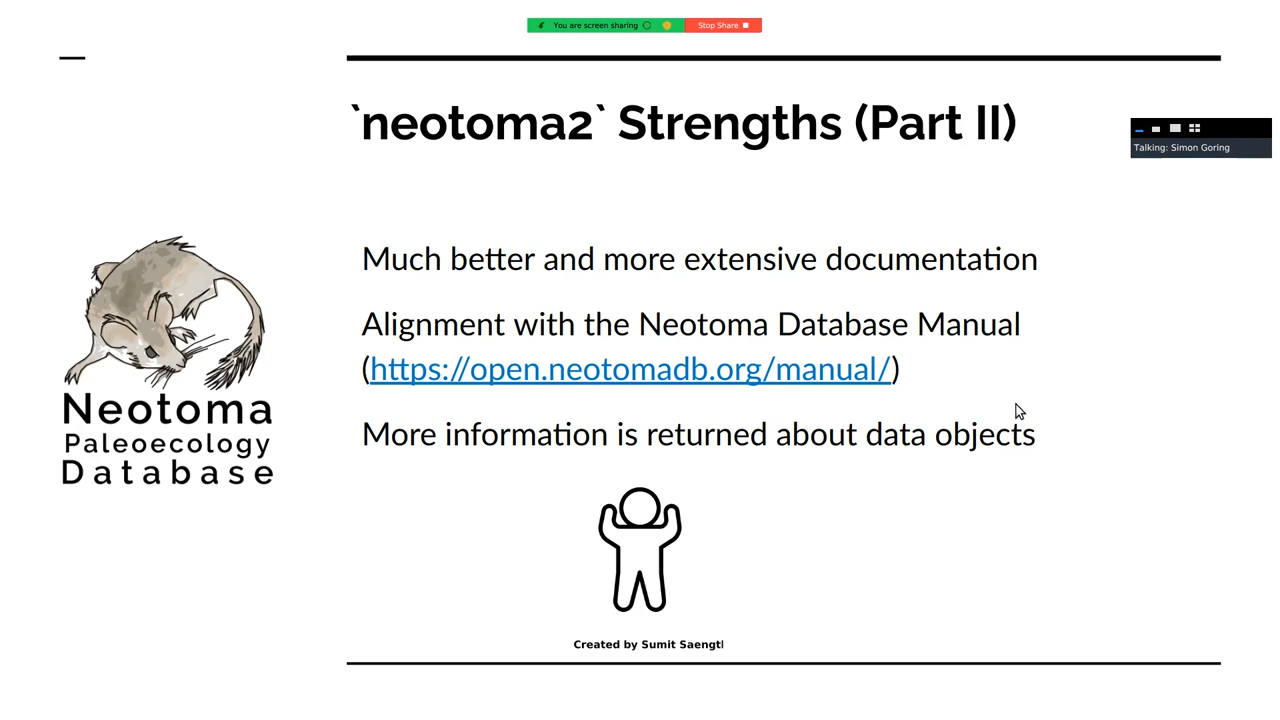 You are screen sharing
Stop Share
`neotoma2` Strengths (Part II)
Talking: Simon Goring
Much better and more extensive documentation
Alignment with the Neotoma Database Manual
(https://open.neotomadb.org/manual/)
More information is returned about data objects
Neotoma
Paleoecology
Database
Created by Sumit Saengt